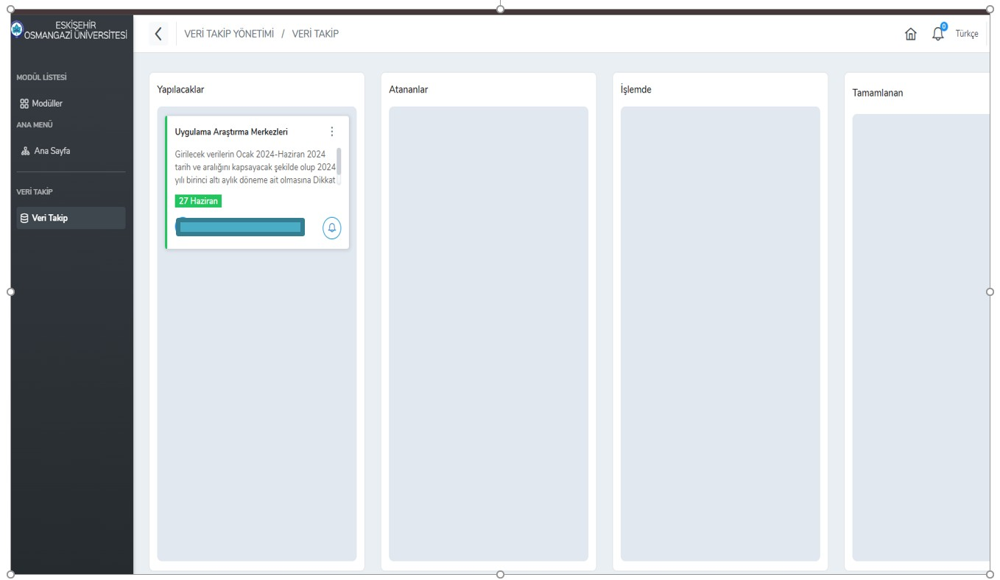 ESKİŞEHİR
OSMANGAZİ ÜNİVERSİTESİ
MODÜL LİSTESİ
Modüller
ANA MENÜ
Ana Sayfa
VERİ TAKİP
Veri Takip
VERİ TAKİP YÖNETİMİ / VERİ TAKİP
0
Türkçe
Yapılacaklar
Uygulama Araştırma Merkezleri
Girilecek verilerin Ocak 2024-Haziran 2024
tarih ve aralığını kapsayacak şekilde olup 2024
yılı birinci altı aylık döneme ait olmasına Dikkat
27 Haziran
Atananlar
İşlemde
Tamamlanan